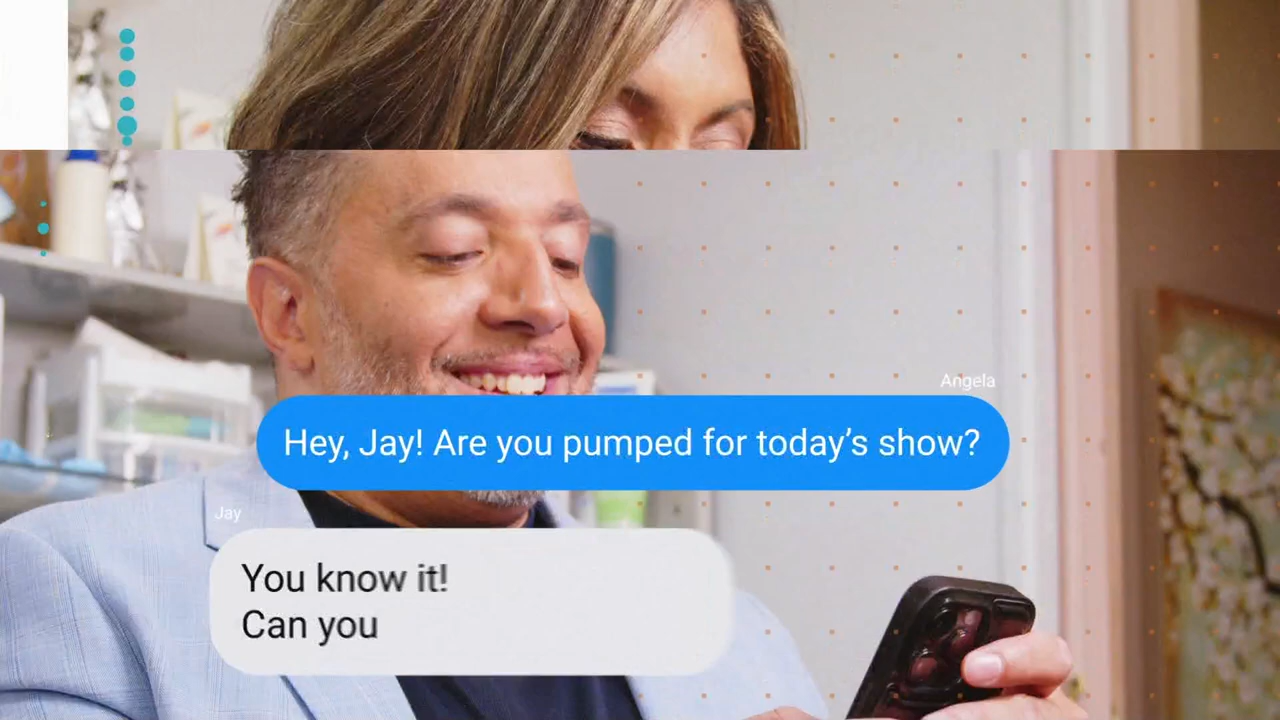 Angela
Hey, Jay! Are you pumped for today’s show?
Jay
You know it!
Can you